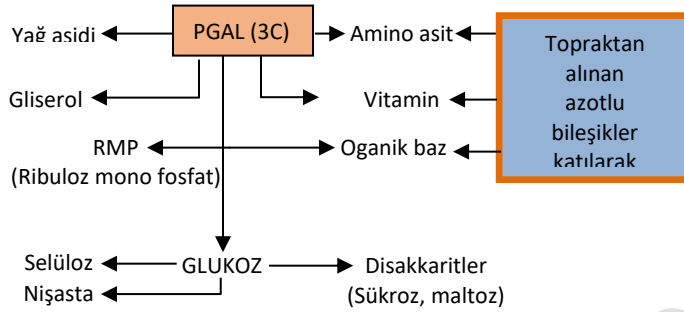 Yağ asidi
PGAL (3C)
Amino asit
Topraktan
alınan
azotlu
bileşikler
katılarak
Gliserol
Vitamin
RMP
(Ribuloz mono fosfat)
Oganik baz
Selüloz
GLUKOZ
Disakkaritler
Nişasta
(Sükroz, maltoz)